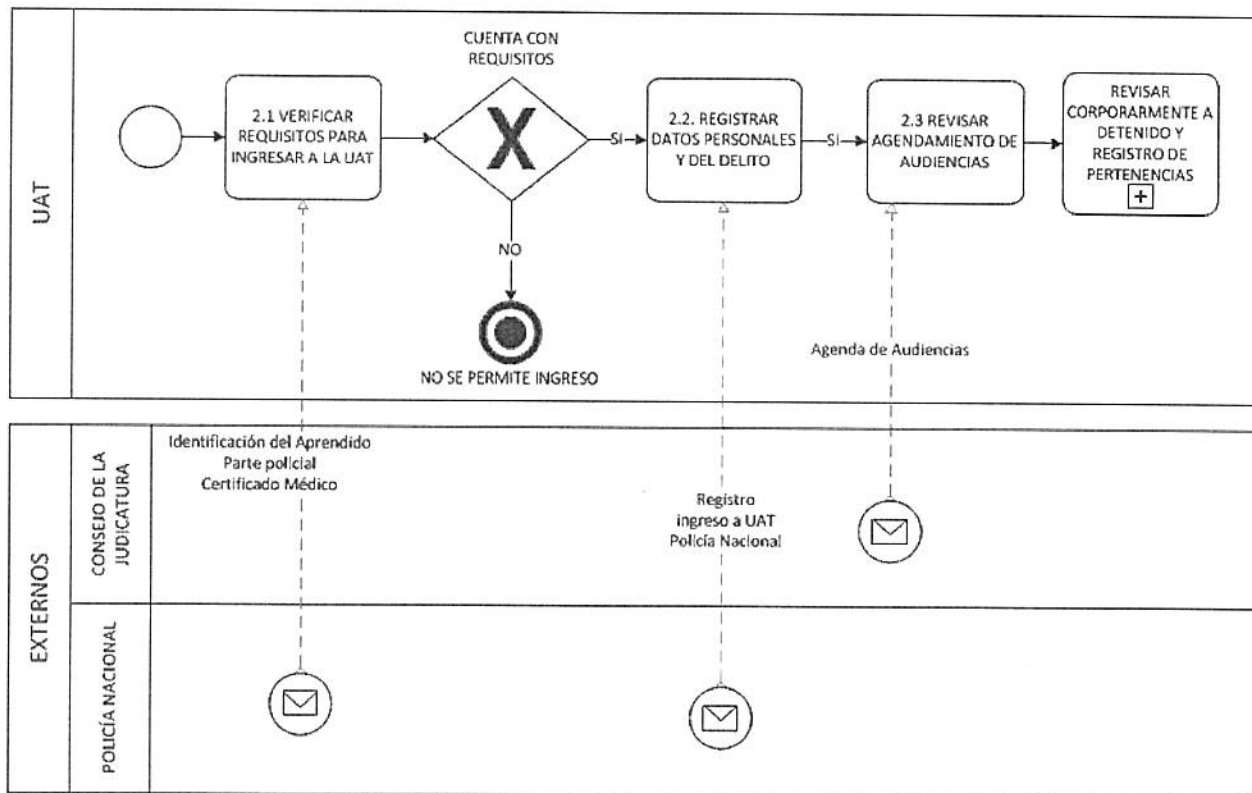 UAT
CUENTA CON
REQUISITOS
2.1 VERIFICAR
REQUISITOS PARA
INGRESAR A LA UAT
X
SI
2.2. REGISTRAR
DATOS PERSONALES
Y DEL DELITO
SI
2.3 REVISAR
AGENDAMIENTO DE
AUDIENCIAS
REVISAR
CORPORARMENTE A
DETENIDO Y
REGISTRO DE
PERTENENCIAS
+
NO
NO SE PERMITE INGRESO
Agenda de Audiencias
EXTERNOS
CONSEJO DE LA
JUDICATURA
Identificación del Aprendido
Parte policial
Certificado Médico
Registro
ingreso a UAT
Policía Nacional
POLICÍA NACIONAL